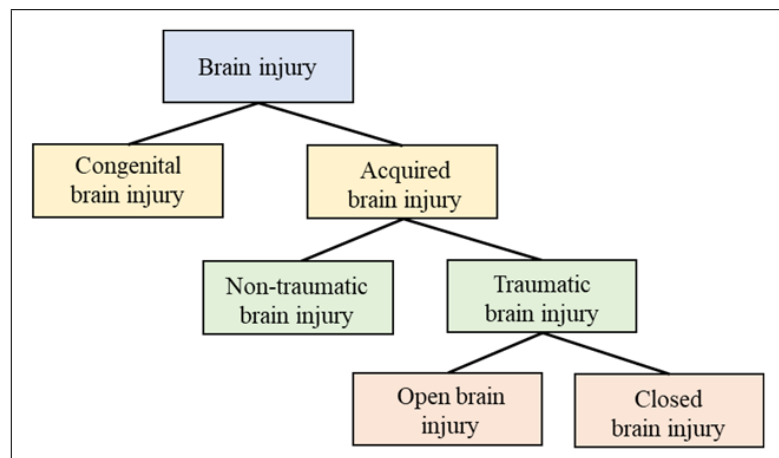 Brain injury
Congenital
brain injury
Acquired
brain injury
Non-traumatic
brain injury
Traumatic
brain injury
Open brain
injury
Closed
brain injury